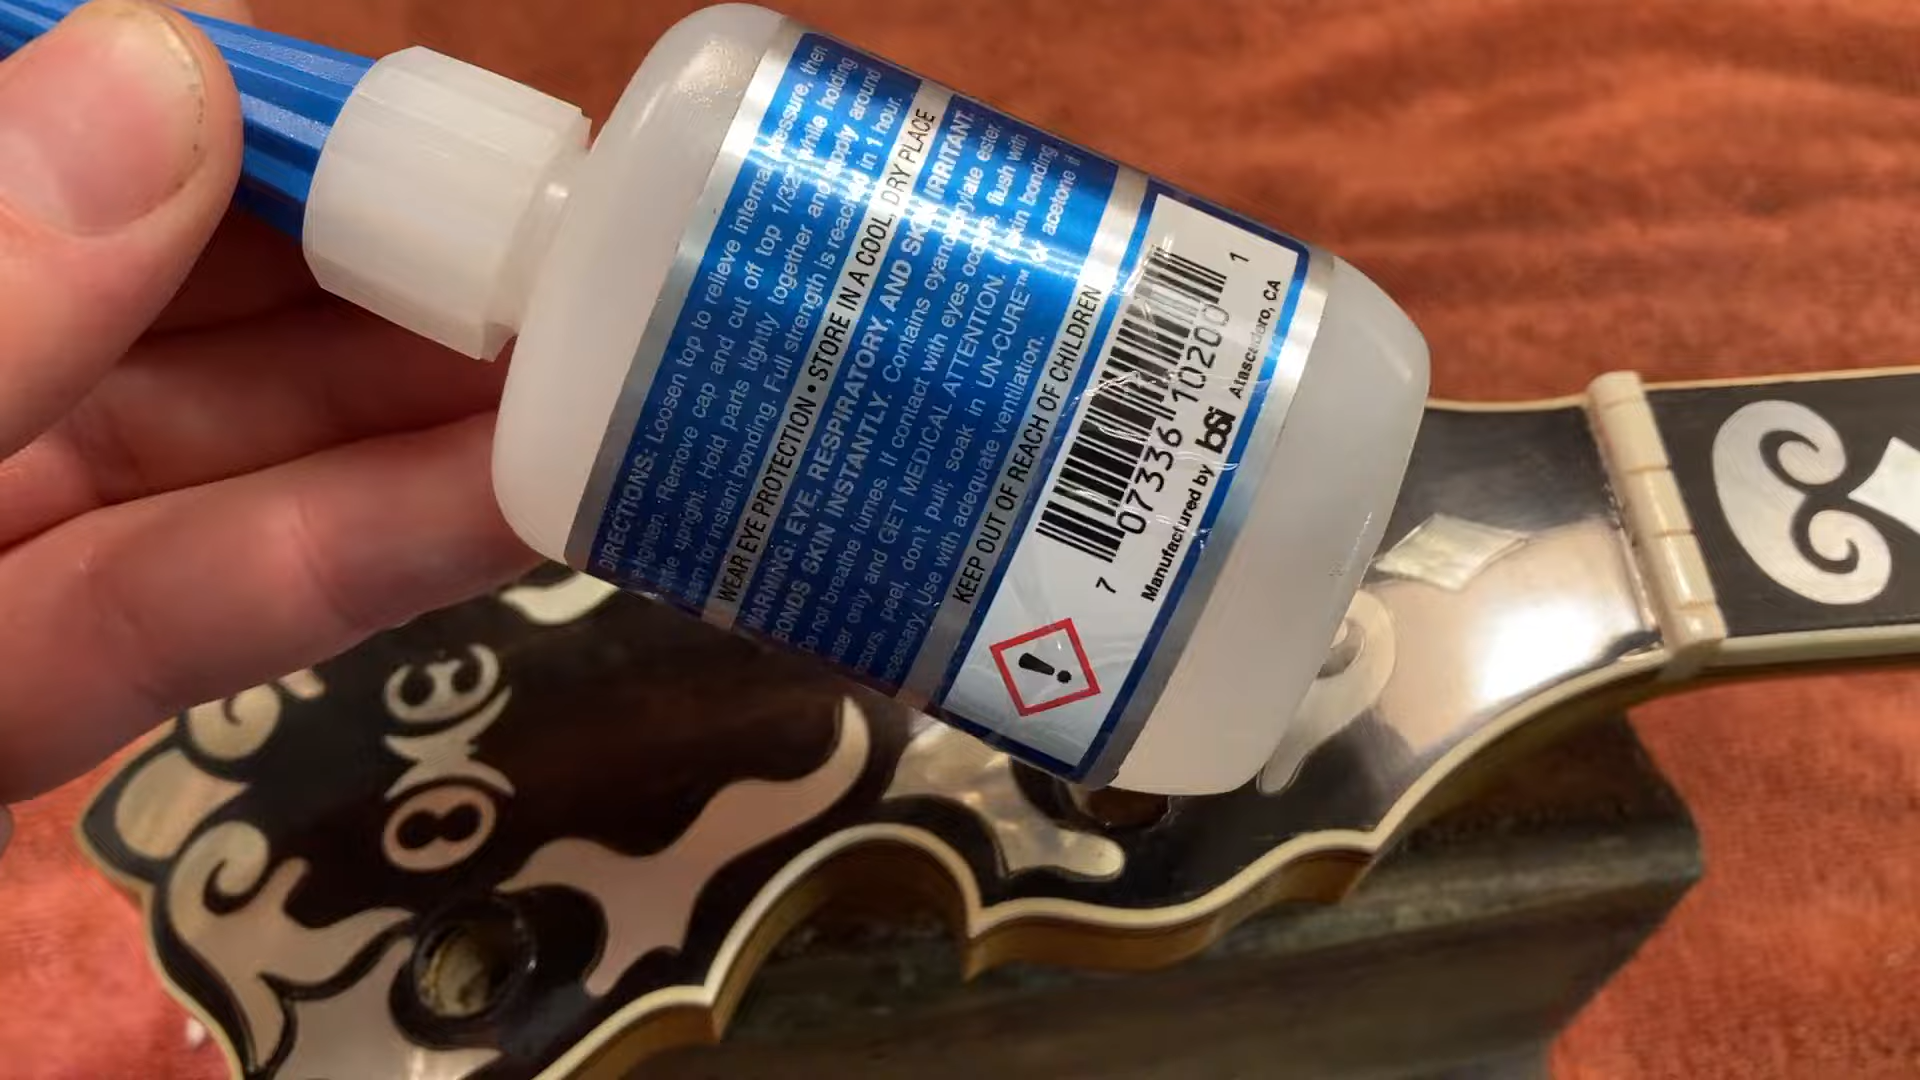 DIRECTIONS: Loosen top to relieve internal pressure, then
re-tighten. Remove cap and cut off top 1/32" while holding
upright. Hold parts tightly together and apply around
for instant bonding. Full strength is reached in 1 hour.
WEAR EYE PROTECTION • STORE IN A COOL, DRY PLACE
WARNING: EYE, RESPIRATORY, AND SKIN IRRITANT.
BONDS SKIN INSTANTLY. Contains cyanoacrylate ester.
Do not breathe fumes. If contact with eyes occurs, flush with
water only and GET MEDICAL ATTENTION. If skin bonding
occurs, peel, don't pull; soak in UN-CURE™ or acetone if
necessary. Use with adequate ventilation.
KEEP OUT OF REACH OF CHILDREN
7 07336 10200 1
Manufactured by bsi Atascadero, CA